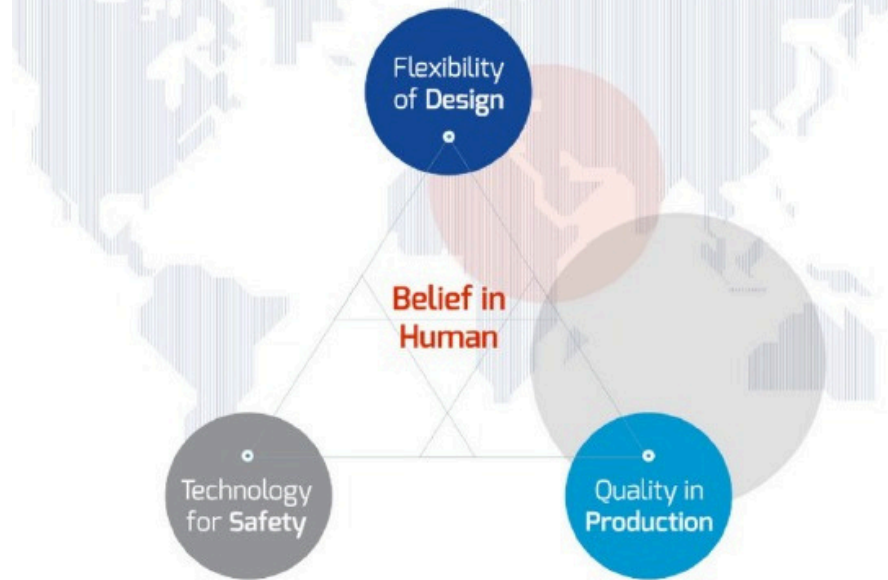 Flexibility
of Design
Belief in
Human
Technology
for Safety
Quality in
Production